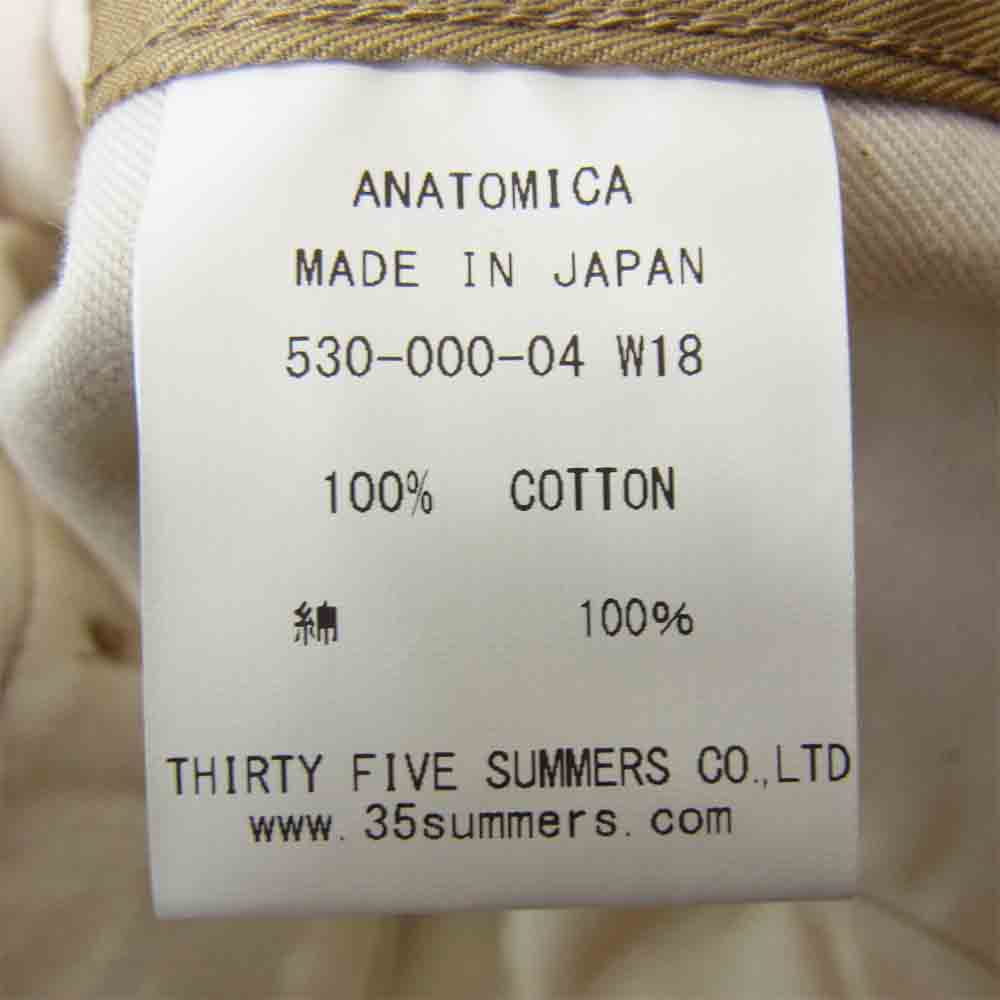 ANATOMICA
MADE IN JAPAN
530-000-04 W18
100% COTTON
綿 100%
THIRTY FIVE SUMMERS CO.,LTD
www.35summers.com